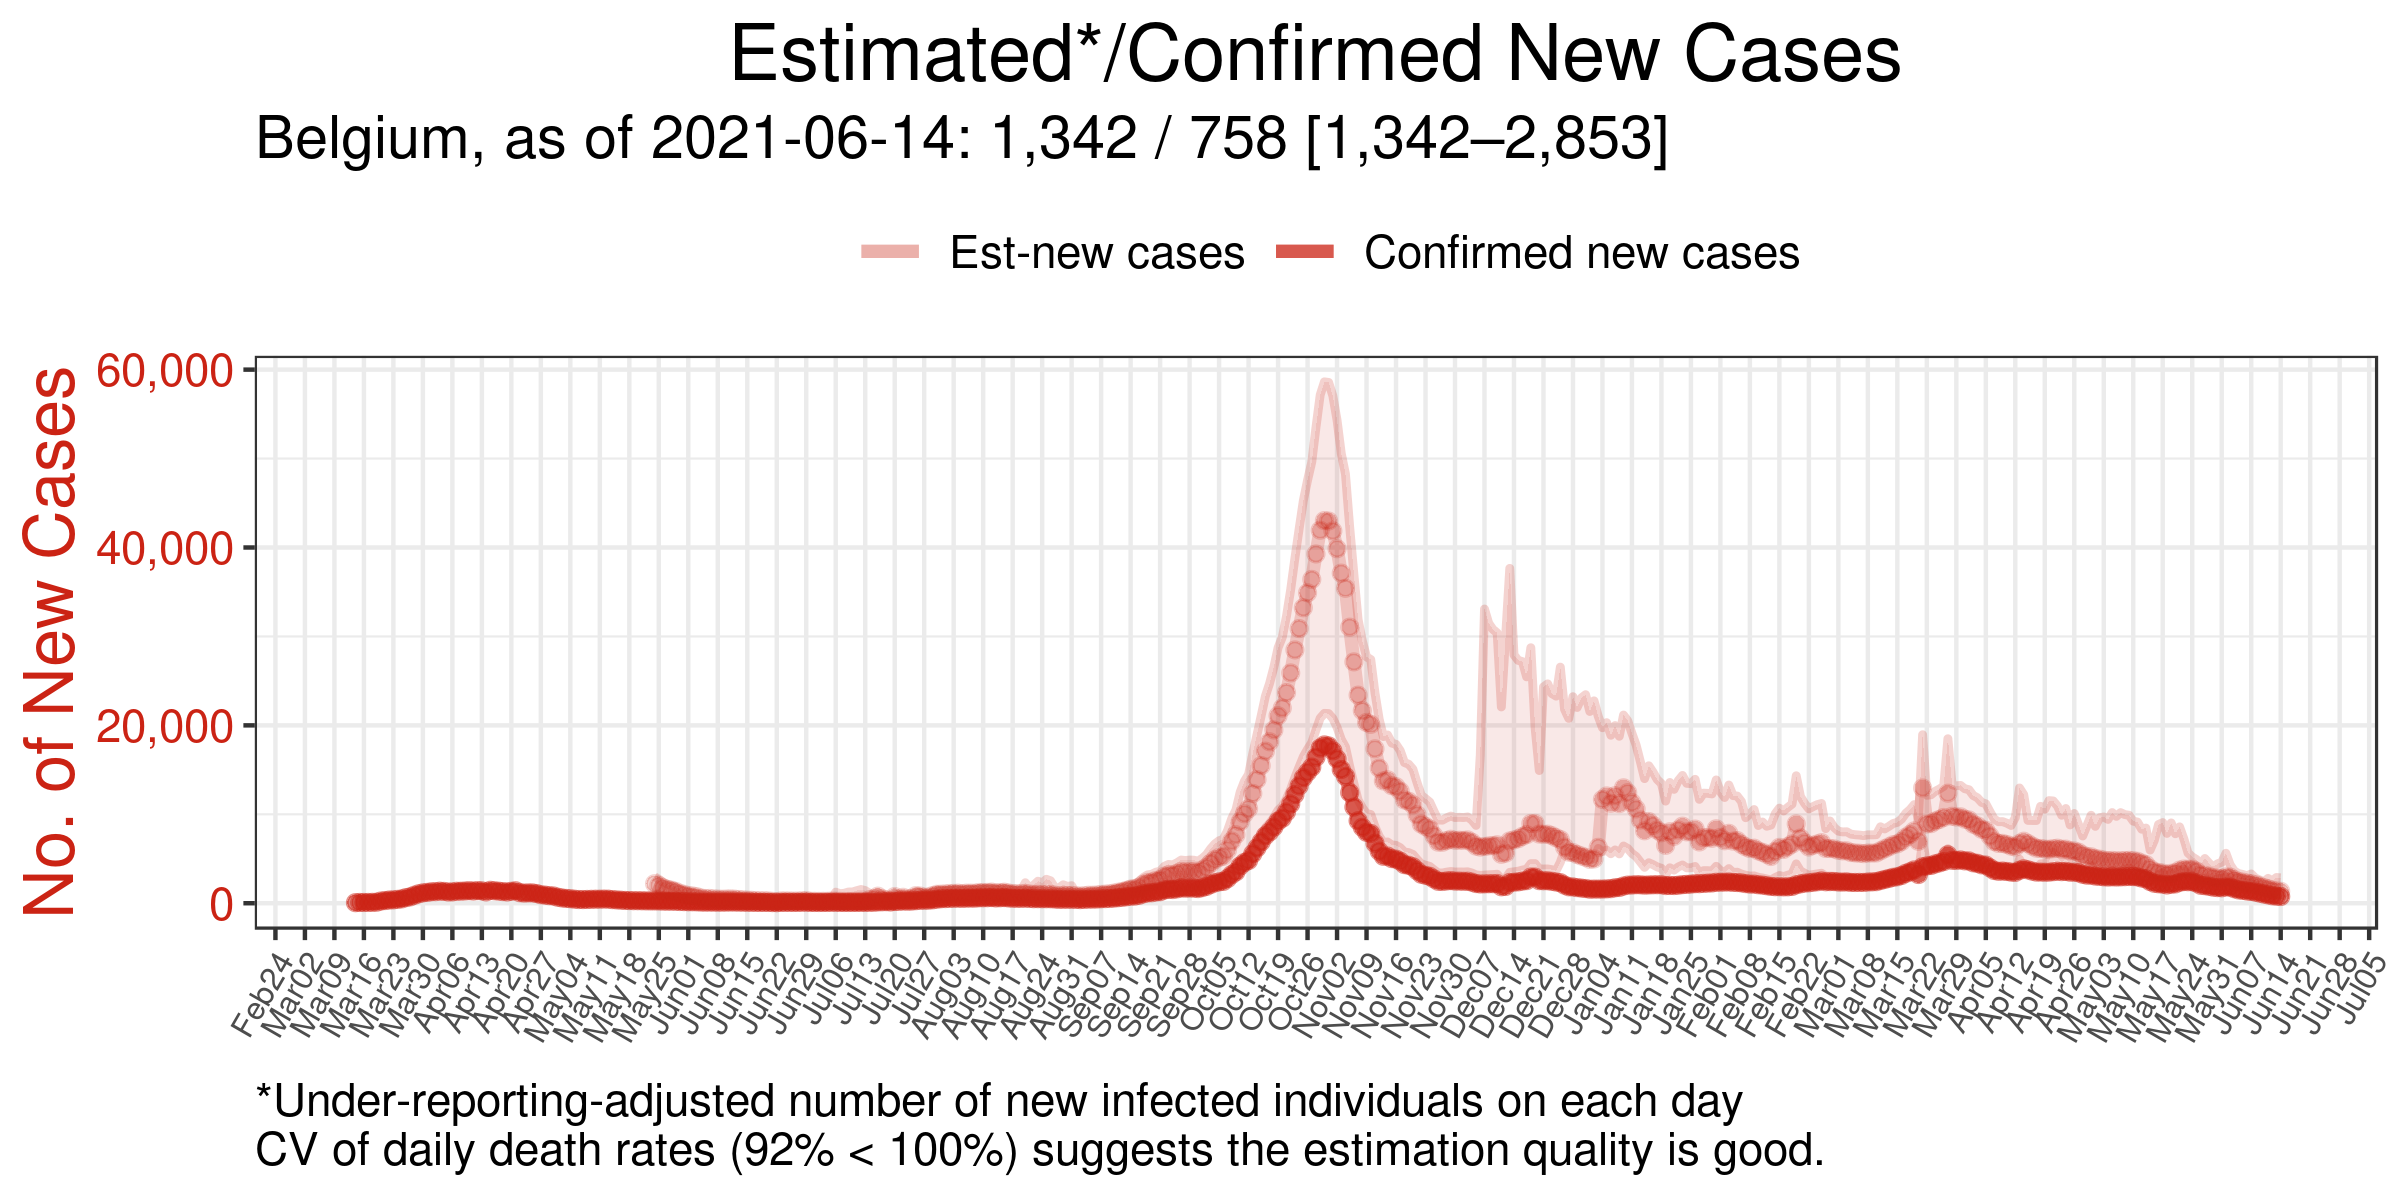 Estimated*/Confirmed New Cases
Belgium, as of 2021-06-14: 1,342 / 758 [1,342–2,853]
Est-new cases Confirmed new cases
No. of New Cases
60,000
40,000
20,000
0
Feb24 Mar02 Mar09 Mar16 Mar23 Mar30 Apr06 Apr13 Apr20 Apr27 May04 May11 May18 May25 Jun01 Jun08 Jun15 Jun22 Jun29 Jul06 Jul13 Jul20 Jul27 Aug03 Aug10 Aug17 Aug24 Aug31 Sep07 Sep14 Sep21 Sep28 Oct05 Oct12 Oct19 Oct26 Nov02 Nov09 Nov16 Nov23 Nov30 Dec07 Dec14 Dec21 Dec28 Jan04 Jan11 Jan18 Jan25 Feb01 Feb08 Feb15 Feb22 Mar01 Mar08 Mar15 Mar22 Mar29 Apr05 Apr12 Apr19 Apr26 May03 May10 May17 May24 May31 Jun07 Jun14 Jun21 Jun28 Jul05
*Under-reporting-adjusted number of new infected individuals on each day
CV of daily death rates (92% < 100%) suggests the estimation quality is good.